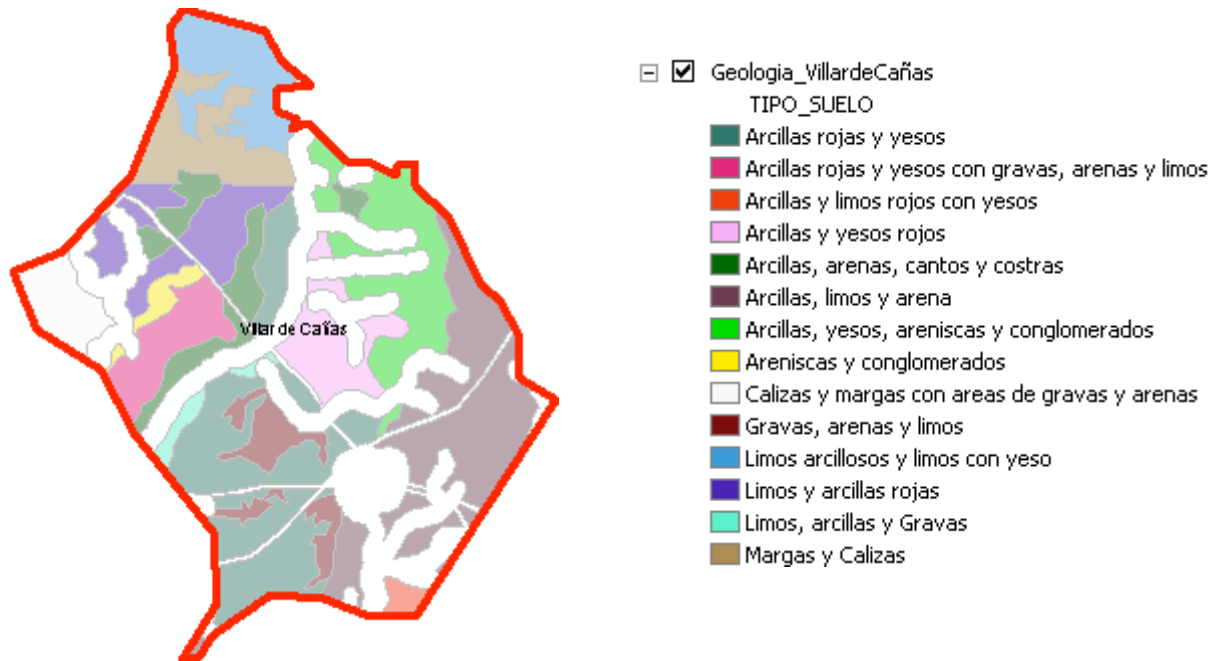 Geologia_VillardeCañas
TIPO_SUELO
Arcillas rojas y yesos
Arcillas rojas y yesos con gravas, arenas y limos
Arcillas y limos rojos con yesos
Arcillas y yesos rojos
Arcillas, arenas, cantos y costras
Arcillas, limos y arena
Arcillas, yesos, areniscas y conglomerados
Areniscas y conglomerados
Calizas y margas con areas de gravas y arenas
Gravas, arenas y limos
Limos arcillosos y limos con yeso
Limos y arcillas rojas
Limos, arcillas y Gravas
Margas y Calizas
Villar de Cañas